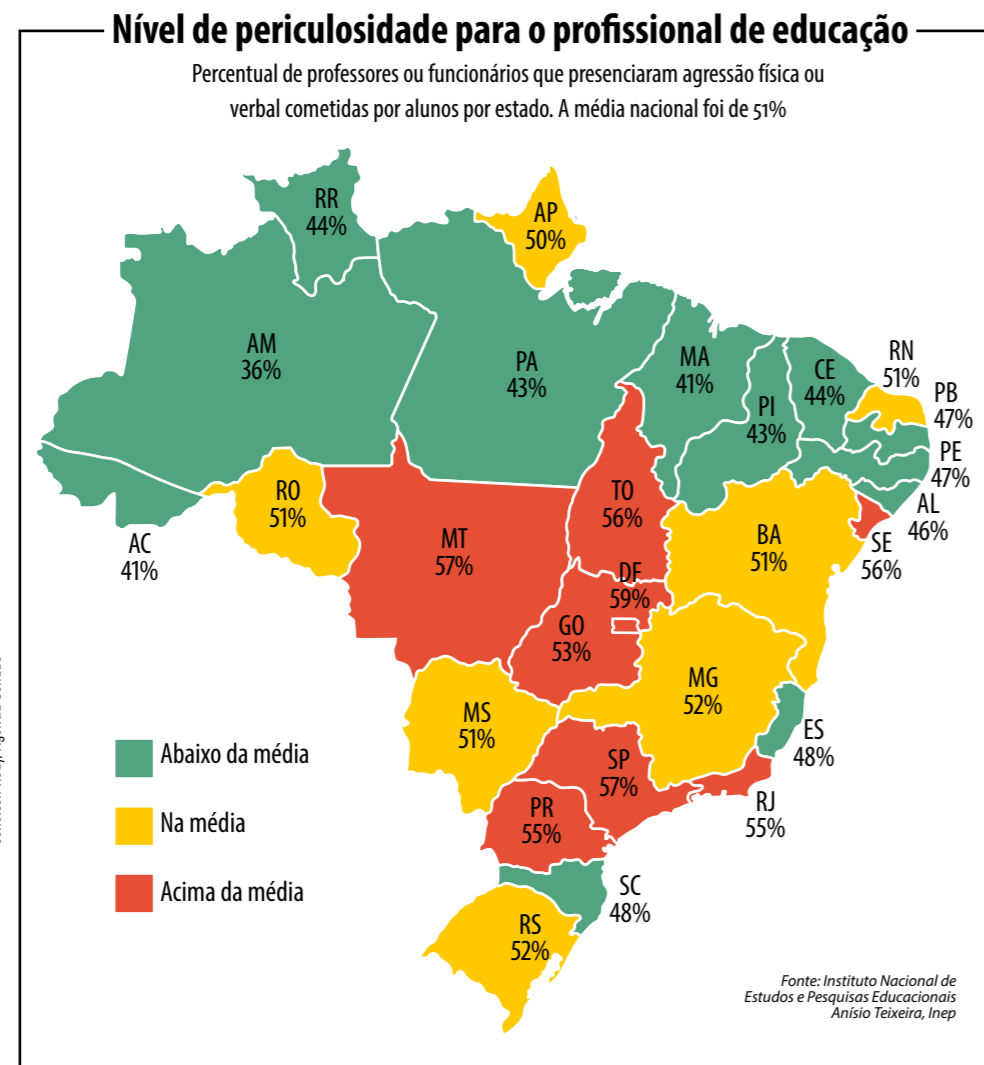 Nível de periculosidade para o profissional de educação
Percentual de professores ou funcionários que presenciaram agressão física ou
verbal cometidas por alunos por estado. A média nacional foi de 51%
RR
44%
AP
50%
AM
36%
PA
43%
MA
41%
PI
43%
CE
44%
RN
51%
PB
47%
PE
47%
AL
46%
SE
56%
AC
41%
RO
51%
MT
57%
TO
56%
BA
51%
DF
59%
GO
53%
MG
52%
ES
48%
MS
51%
SP
57%
RJ
55%
PR
55%
SC
48%
RS
52%
Abaixo da média
Na média
Acima da média
Fonte: Instituto Nacional de
Estudos e Pesquisas Educacionais
Anísio Teixeira, Inep